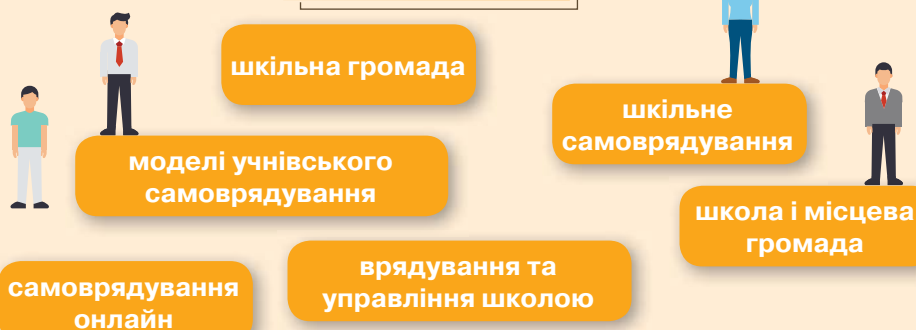 шкільна громада
шкільне
самоврядування
моделі учнівського
самоврядування
школа і місцева
громада
врядування та
управління школою
самоврядування
онлайн